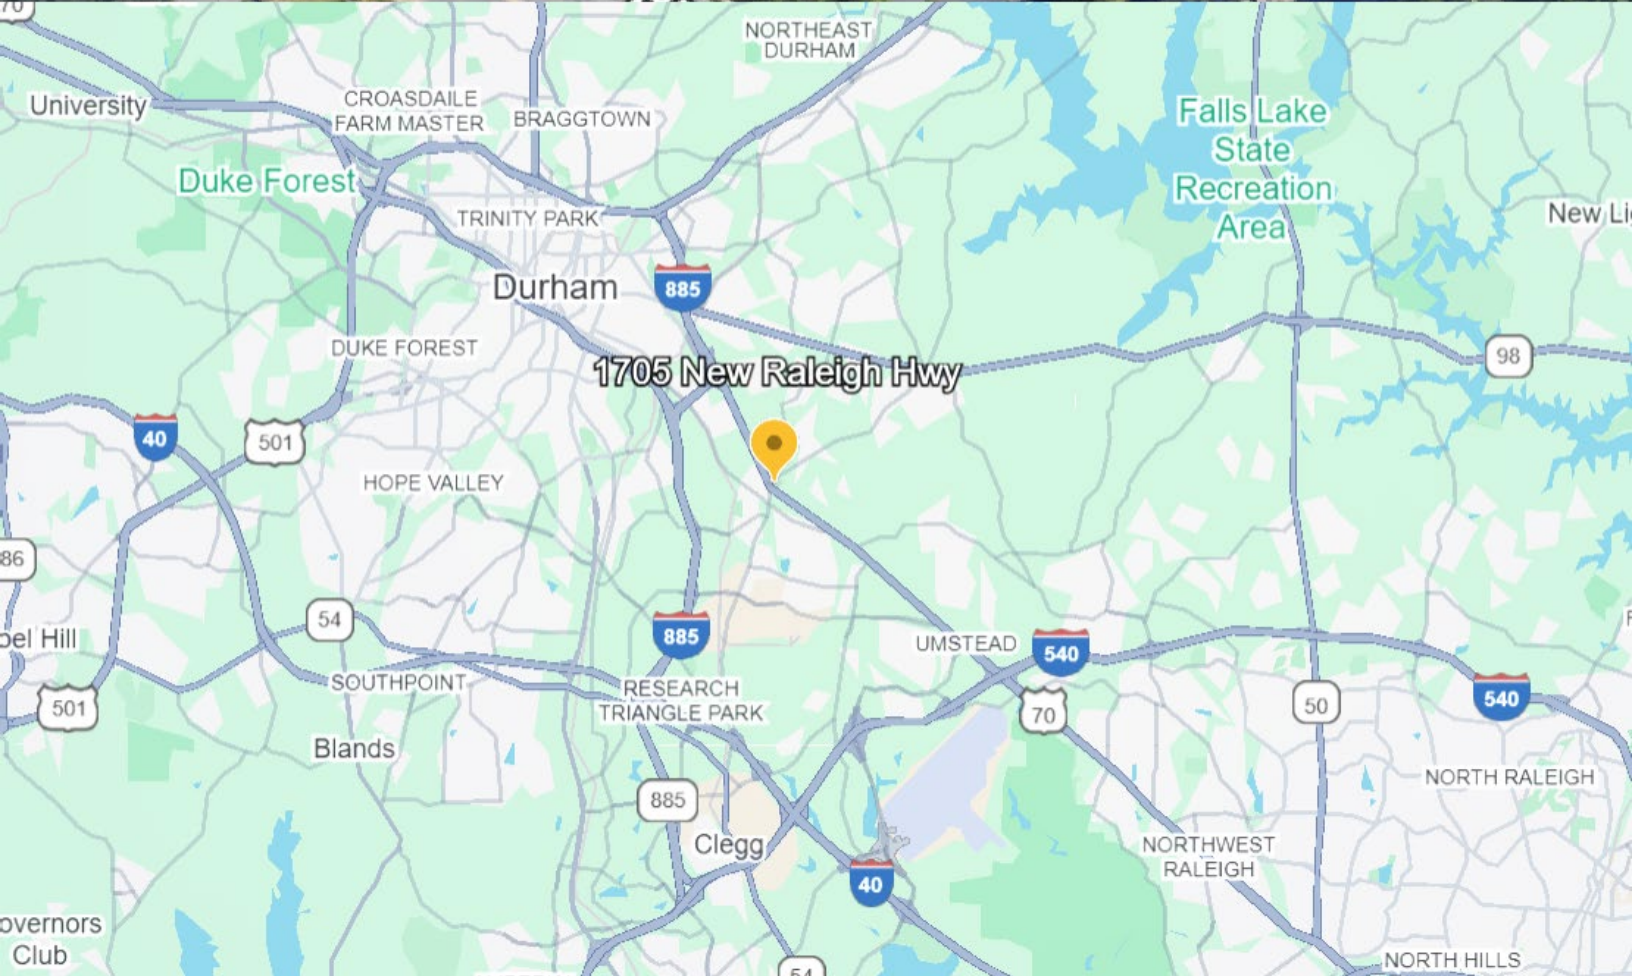 70
NORTHEAST
DURHAM
University
CROASDAILE
FARM MASTER
BRAGGTOWN
Falls Lake
State
Recreation
Area
Duke Forest
TRINITY PARK
New Li
Durham
885
DUKE FOREST
98
1705 New Raleigh Hwy
40
501
HOPE VALLEY
86
54
885
pel Hill
UMSTEAD
540
SOUTHPOINT
RESEARCH
TRIANGLE PARK
501
70
50
540
Blands
NORTH RALEIGH
885
Clegg
NORTHWEST
RALEIGH
40
overnors
Club
NORTH HILLS
54